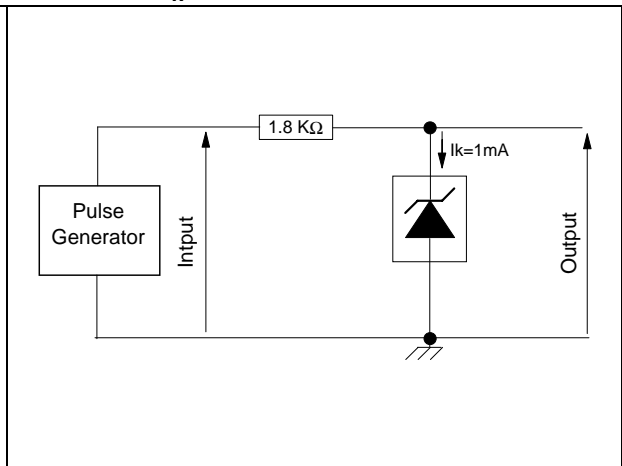 1.8 KΩ
Ik=1mA
Pulse
Generator
Intput
Output